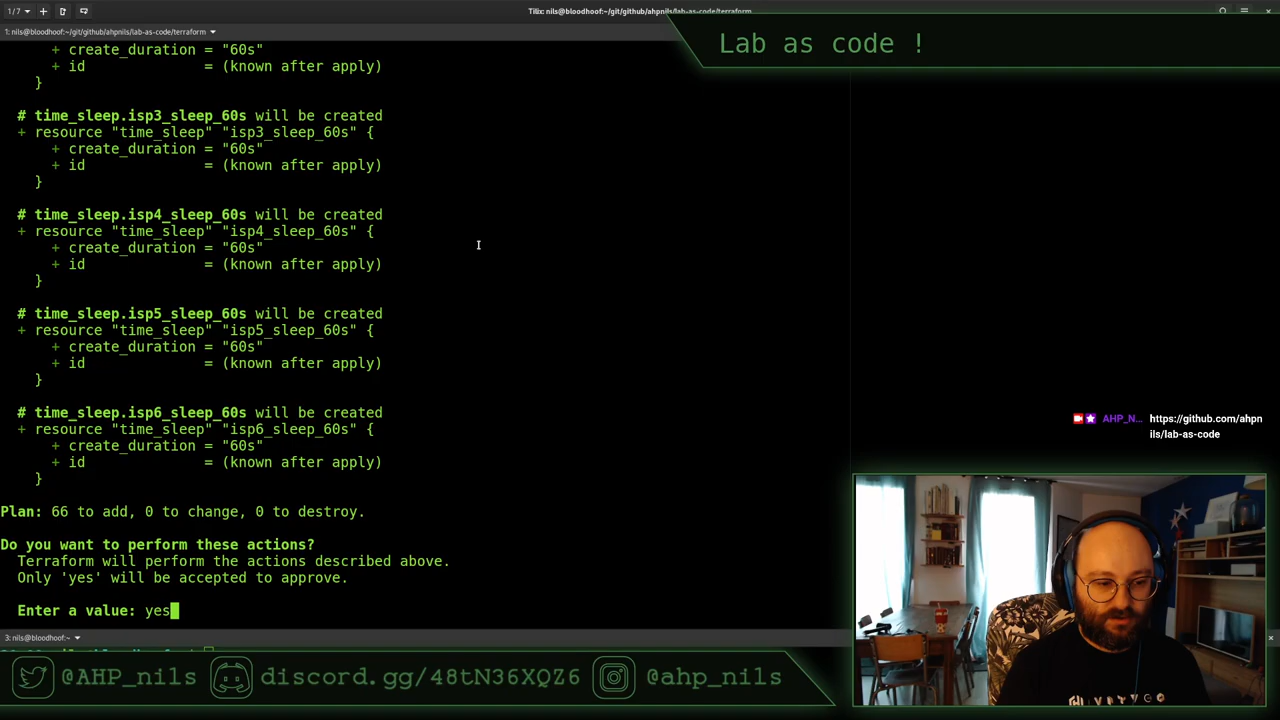 1/7
Tilix: nils@bloodhoof:~/git/github/ahpnils/lab-as-code/terraform
1: nils@bloodhoof:~/git/github/ahpnils/lab-as-code/terraform
Lab as code !
+ create_duration = "60s"
+ id = (known after apply)
}
# time_sleep.isp3_sleep_60s will be created
+ resource "time_sleep" "isp3_sleep_60s" {
+ create_duration = "60s"
+ id = (known after apply)
}
# time_sleep.isp4_sleep_60s will be created
+ resource "time_sleep" "isp4_sleep_60s" {
+ create_duration = "60s"
+ id = (known after apply)
}
# time_sleep.isp5_sleep_60s will be created
+ resource "time_sleep" "isp5_sleep_60s" {
+ create_duration = "60s"
+ id = (known after apply)
}
# time_sleep.isp6_sleep_60s will be created
+ resource "time_sleep" "isp6_sleep_60s" {
+ create_duration = "60s"
+ id = (known after apply)
}
Plan: 66 to add, 0 to change, 0 to destroy.
Do you want to perform these actions?
Terraform will perform the actions described above.
Only 'yes' will be accepted to approve.
Enter a value: yes
AHP_N... https://github.com/ahpn
ils/lab-as-code
3: nils@bloodhoof:~
@AHP_nils discord.gg/48tN36XQZ6 @ahp_nils